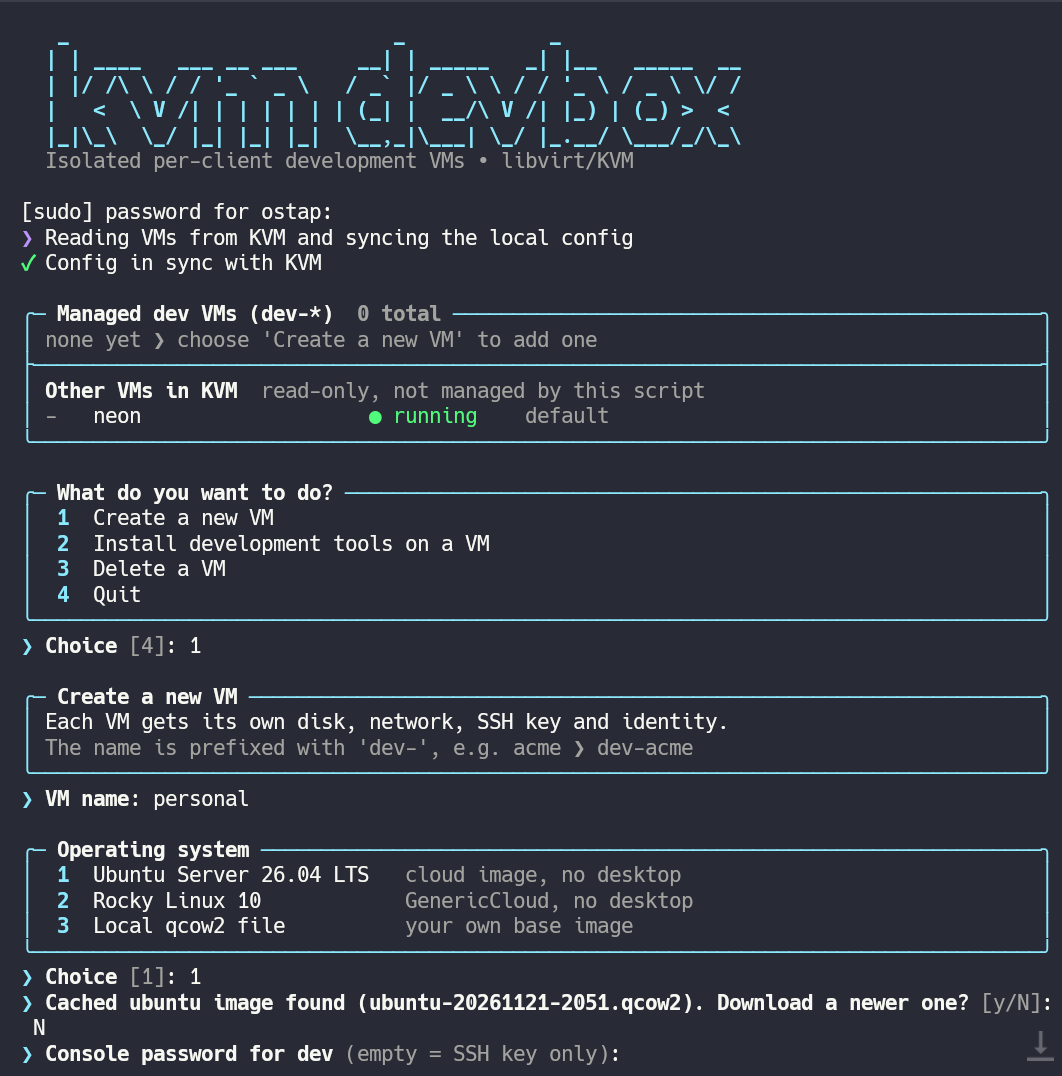 kvm devbox
Isolated per-client development VMs • libvirt/KVM
[sudo] password for ostap:
❯ Reading VMs from KVM and syncing the local config
✓ Config in sync with KVM
Managed dev VMs (dev-*)  0 total
none yet ❯ choose 'Create a new VM' to add one
Other VMs in KVM  read-only, not managed by this script
–  neon  ● running  default
What do you want to do?
1  Create a new VM
2  Install development tools on a VM
3  Delete a VM
4  Quit
❯ Choice [4]: 1
Create a new VM
Each VM gets its own disk, network, SSH key and identity.
The name is prefixed with 'dev-', e.g. acme ❯ dev-acme
❯ VM name: personal
Operating system
1  Ubuntu Server 26.04 LTS  cloud image, no desktop
2  Rocky Linux 10  GenericCloud, no desktop
3  Local qcow2 file  your own base image
❯ Choice [1]: 1
❯ Cached ubuntu image found (ubuntu-20261121-2051.qcow2). Download a newer one? [y/N]:
N
❯ Console password for dev (empty = SSH key only):